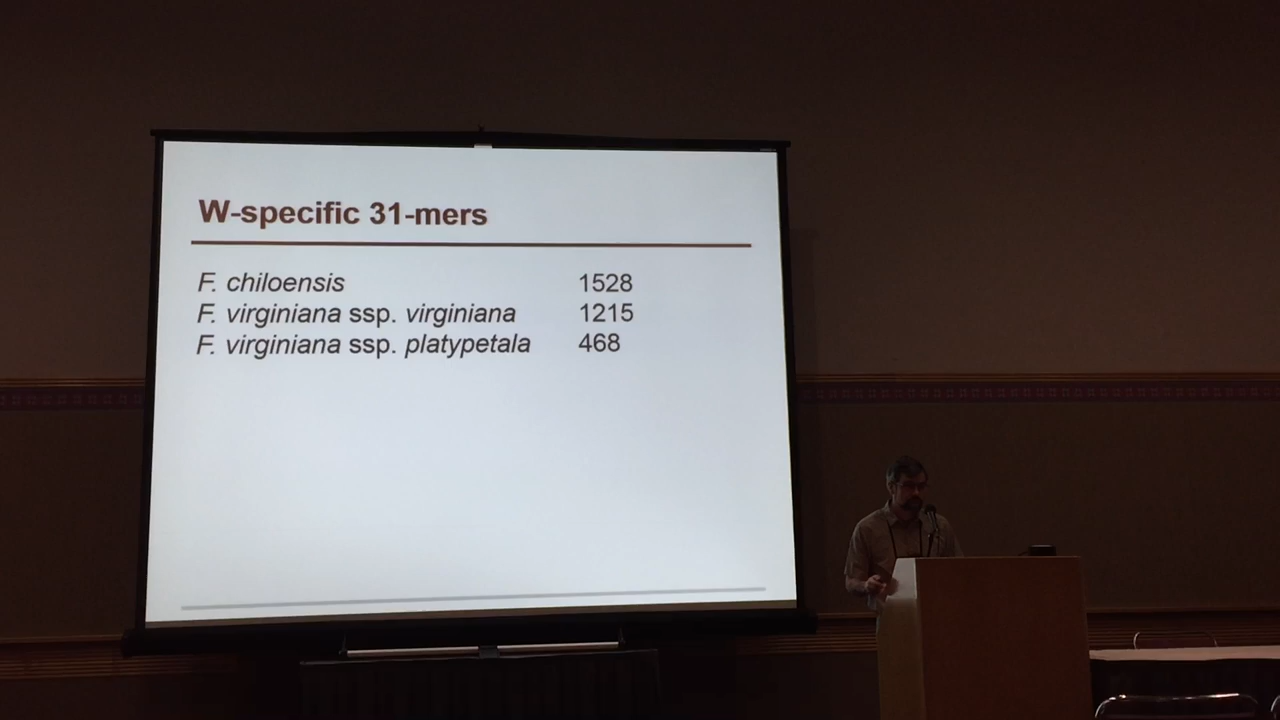 W-specific 31-mers
F. chiloensis 1528
F. virginiana ssp. virginiana 1215
F. virginiana ssp. platypetala 468